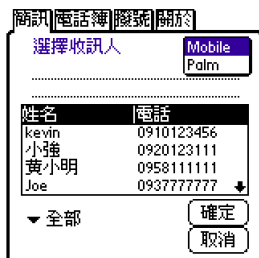 簡訊 電話簿 撥號 關於
選擇收訊人
Mobile
Palm
姓名 電話
kevin 0910123456
小強 0920123111
黃小明 0958111111
Joe 0937777777
全部
確定
取消